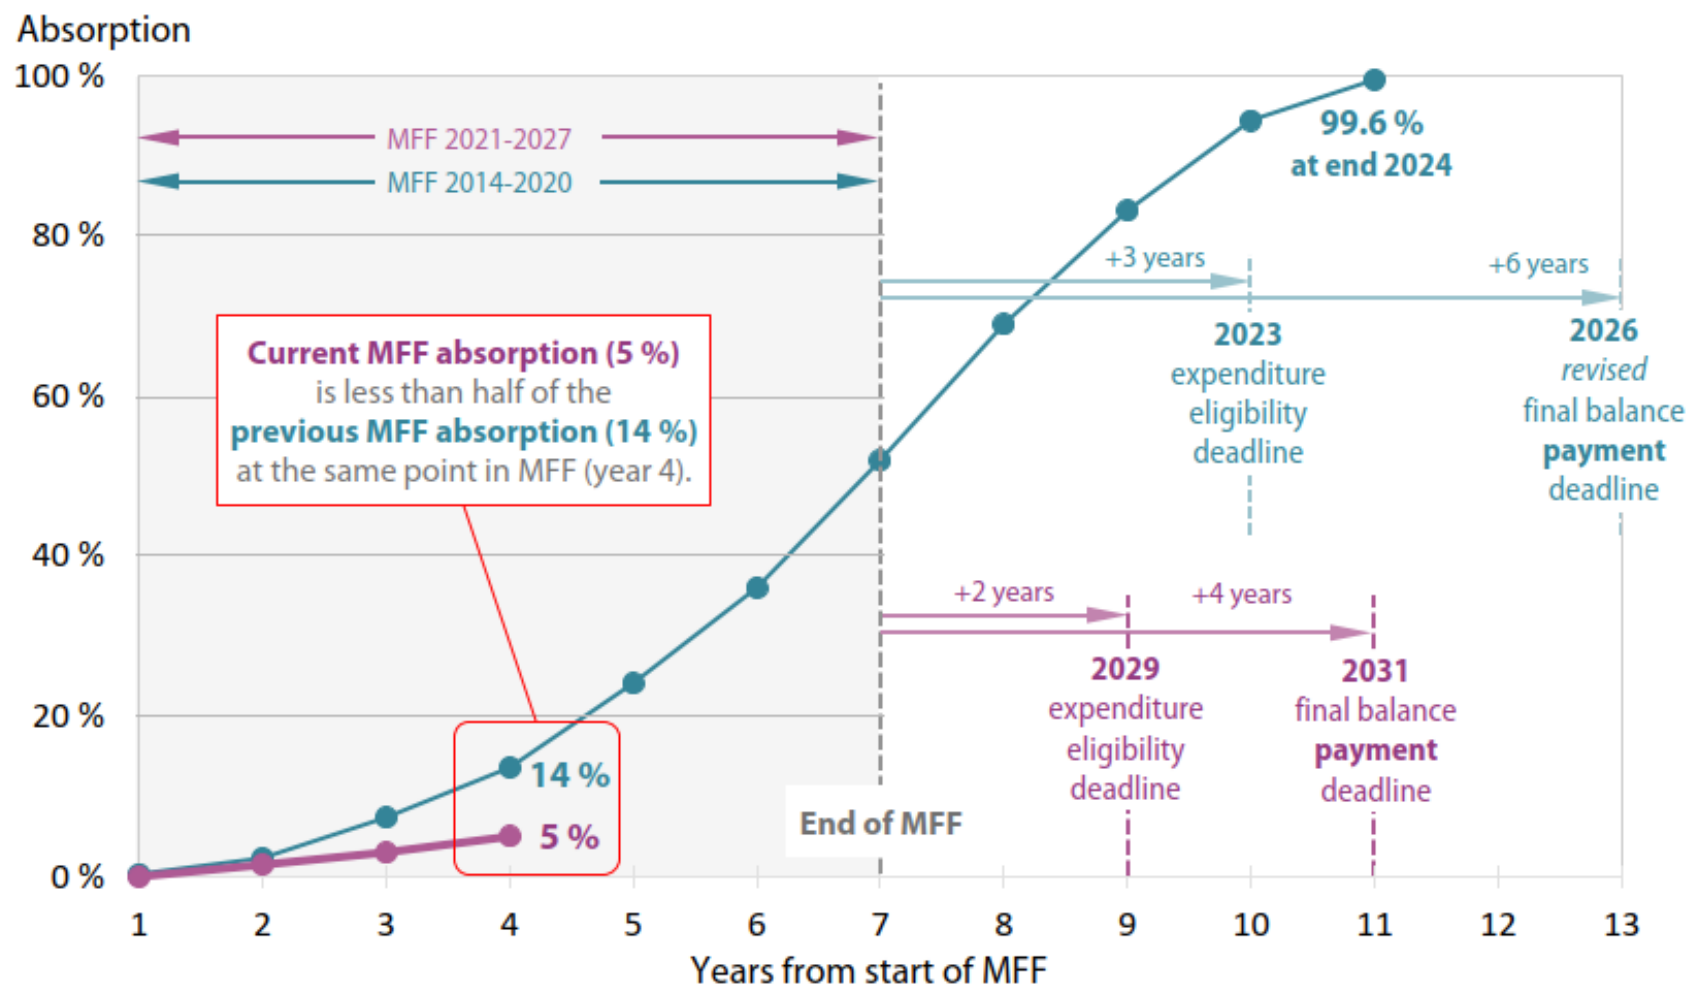 Absorption
100 %
80 %
60 %
40 %
20 %
0 %
MFF 2021-2027
MFF 2014-2020
Current MFF absorption (5 %)
is less than half of the
previous MFF absorption (14 %)
at the same point in MFF (year 4).
14 %
5 %
99.6 %
at end 2024
+3 years
+6 years
2023
expenditure
eligibility
deadline
2026
revised
final balance
payment
deadline
+2 years
+4 years
2029
expenditure
eligibility
deadline
2031
final balance
payment
deadline
End of MFF
1 2 3 4 5 6 7 8 9 10 11 12 13
Years from start of MFF